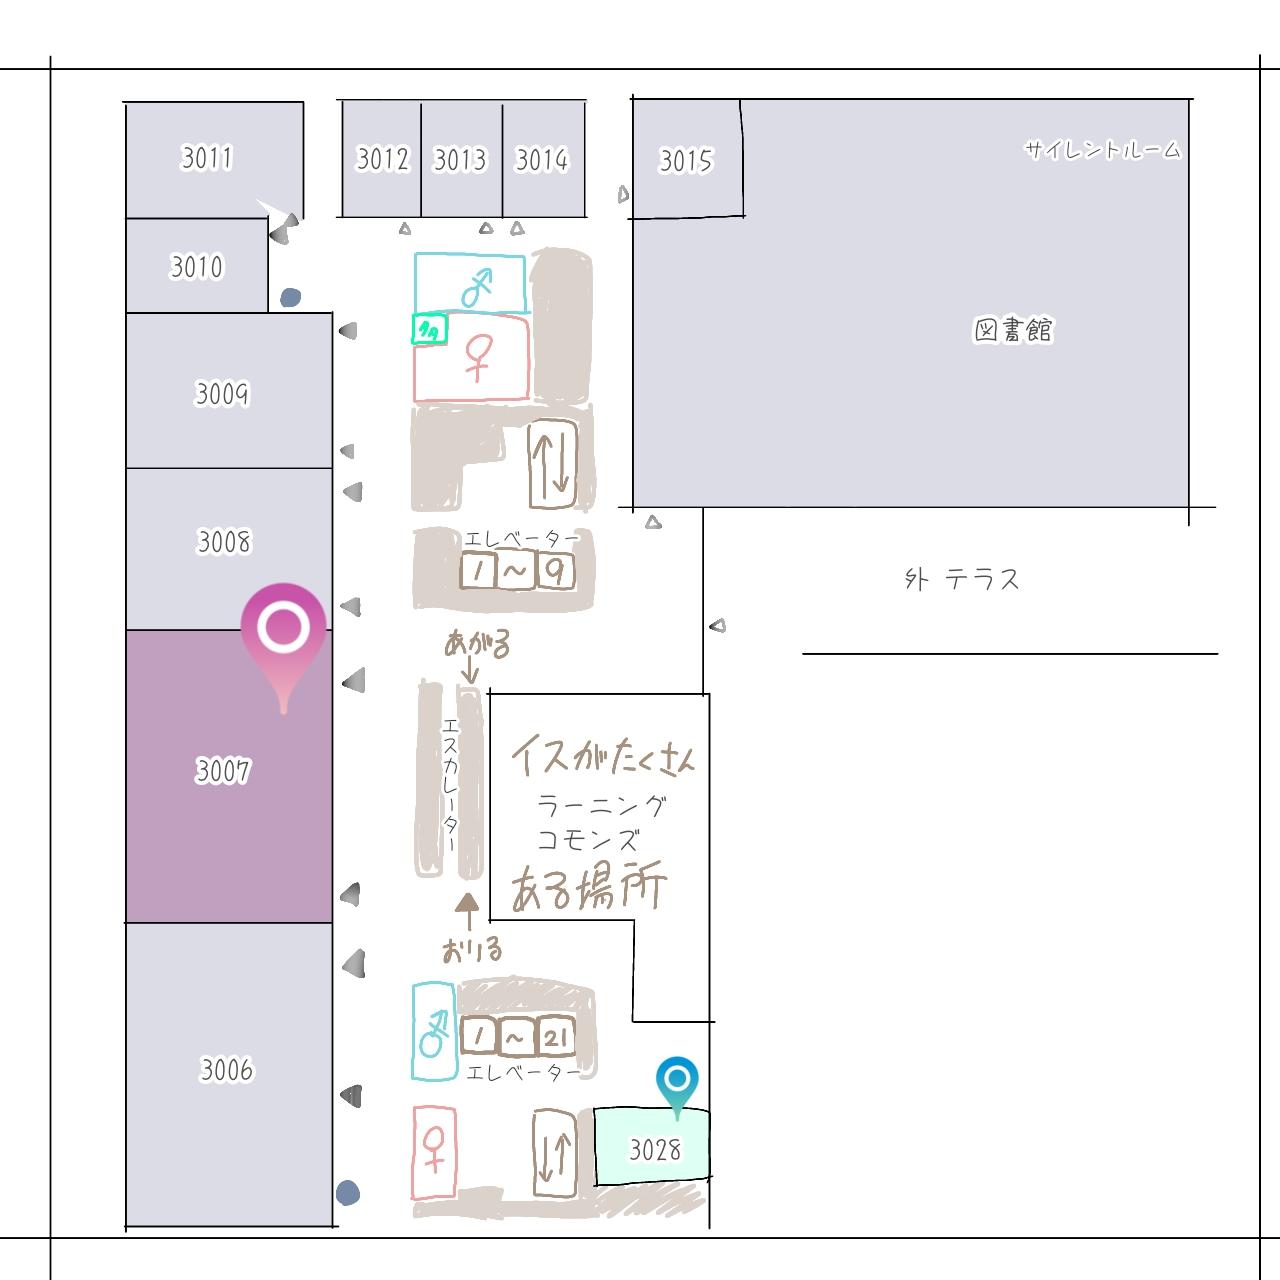 3011
3012
3013
3014
3015
サイレントルーム
3010
図書館
3009
3008
エレベーター
1 ～ 9
外 テラス
あがる
エスカレーター
3007
イスがたくさん
ラーニング
コモンズ
ある場所
おりる
3006
1 ～ 21
エレベーター
3028